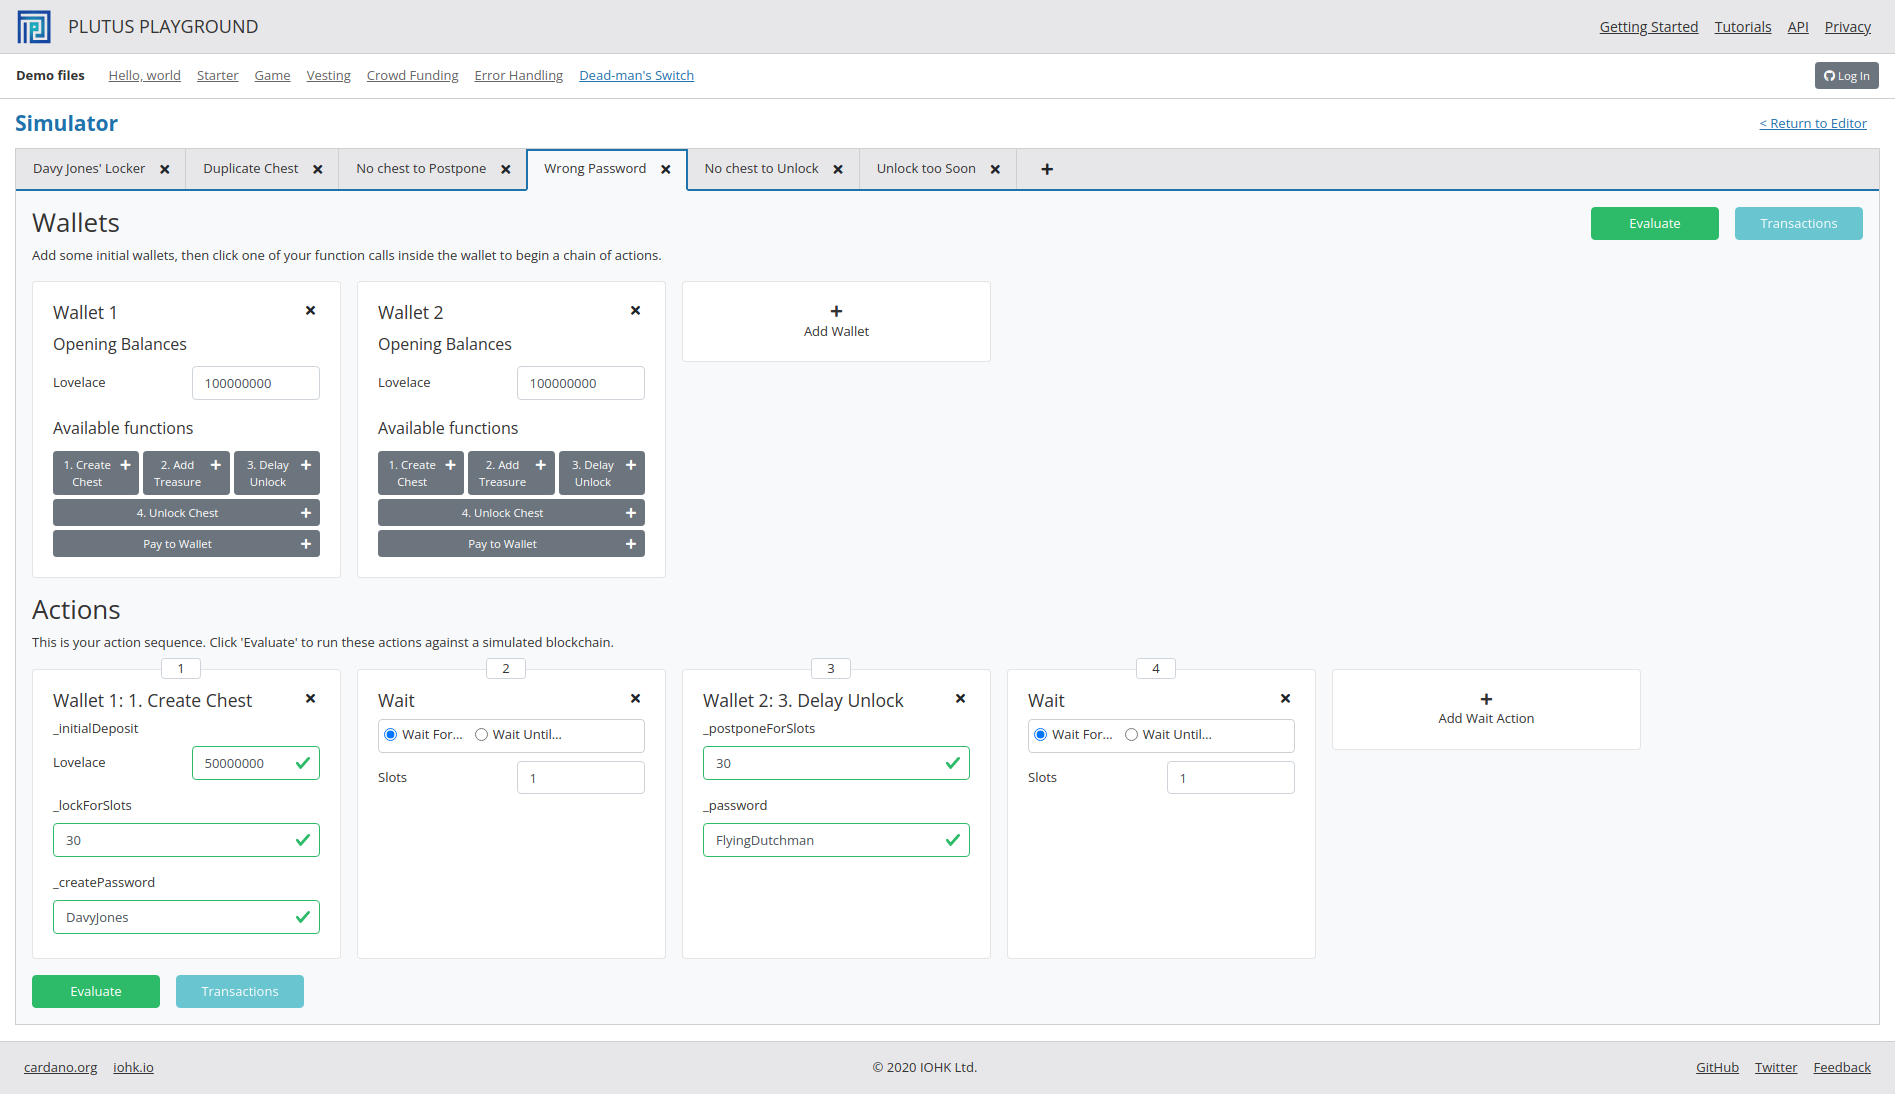 PLUTUS PLAYGROUND
Getting Started Tutorials API Privacy
Demo files Hello, world Starter Game Vesting Crowd Funding Error Handling Dead-man's Switch
Log In
Simulator
< Return to Editor
Davy Jones' Locker Duplicate Chest No chest to Postpone Wrong Password No chest to Unlock Unlock too Soon
Wallets
Evaluate Transactions
Add some initial wallets, then click one of your function calls inside the wallet to begin a chain of actions.
Wallet 1
Opening Balances
Lovelace 100000000
Available functions
1. Create Chest
2. Add Treasure
3. Delay Unlock
4. Unlock Chest
Pay to Wallet
Wallet 2
Opening Balances
Lovelace 100000000
Available functions
1. Create Chest
2. Add Treasure
3. Delay Unlock
4. Unlock Chest
Pay to Wallet
Add Wallet
Actions
This is your action sequence. Click 'Evaluate' to run these actions against a simulated blockchain.
1
Wallet 1: 1. Create Chest
_initialDeposit
Lovelace 50000000
_lockForSlots
30
_createPassword
DavyJones
2
Wait
Wait For... Wait Until...
Slots 1
3
Wallet 2: 3. Delay Unlock
_postponeForSlots
30
_password
FlyingDutchman
4
Wait
Wait For... Wait Until...
Slots 1
Add Wait Action
Evaluate Transactions
cardano.org iohk.io
© 2020 IOHK Ltd.
GitHub Twitter Feedback